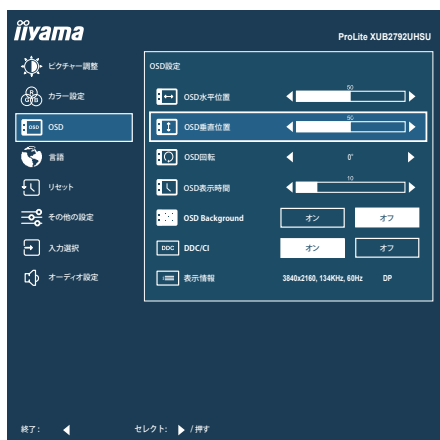 iiyama
ProLite XUB2792UHSU
ピクチャー調整
カラー設定
OSD
言語
リセット
その他の設定
入力選択
オーディオ設定
OSD設定
OSD水平位置 50
OSD垂直位置 50
OSD回転 0°
OSD表示時間 10
OSD Background オン オフ
DDC DDC/CI オン オフ
表示情報 3840x2160, 134KHz, 60Hz DP
終了: セレクト: / 押す